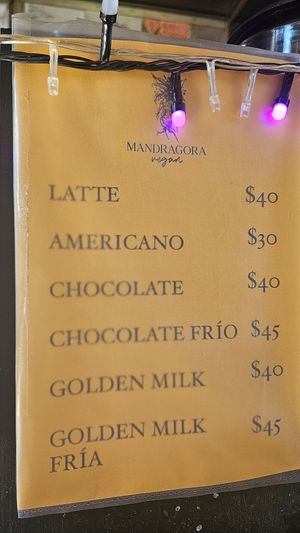 MANDRAGORA
vegan
LATTE $40
AMERICANO $30
CHOCOLATE $40
CHOCOLATE FRÍO $45
GOLDEN MILK $40
GOLDEN MILK $45
FRÍA